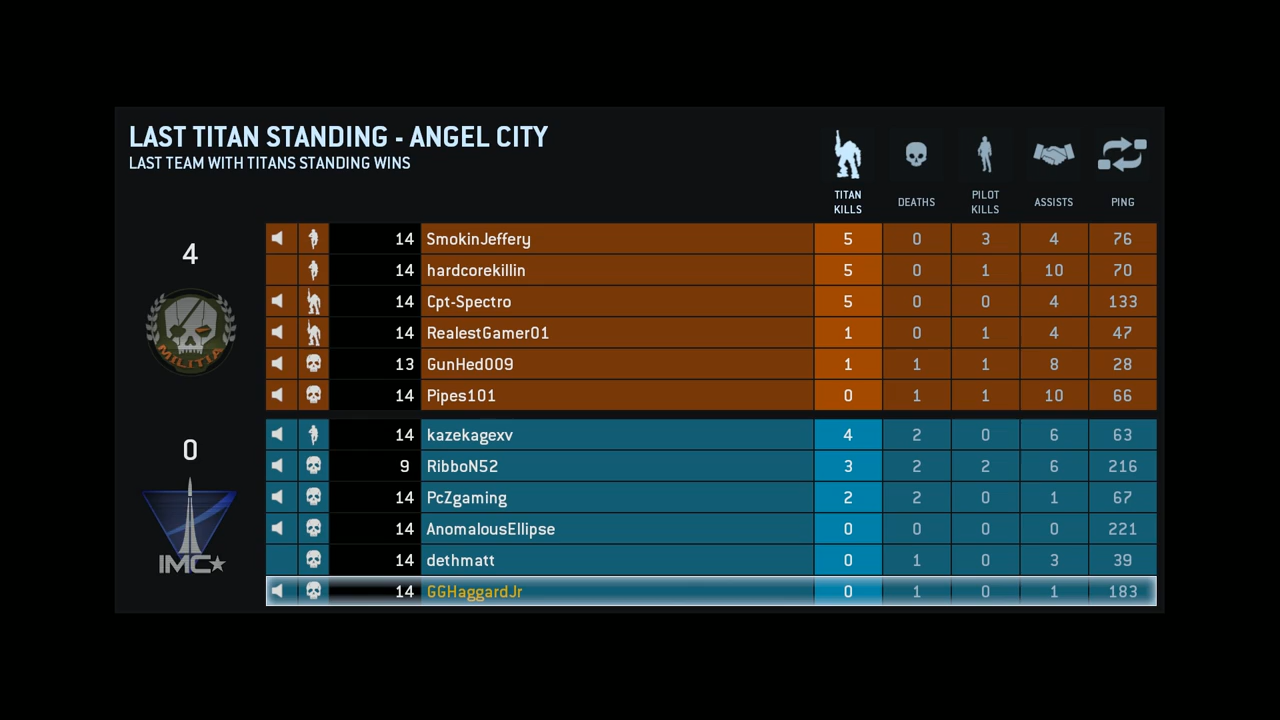 LAST TITAN STANDING - ANGEL CITY
LAST TEAM WITH TITANS STANDING WINS
TITAN KILLS DEATHS PILOT KILLS ASSISTS PING
4
MILITIA
14 SmokinJeffery 5 0 3 4 76
14 hardcorekillin 5 0 1 10 70
14 Cpt-Spectro 5 0 0 4 133
14 RealestGamer01 1 0 1 4 47
13 GunHed009 1 1 1 8 28
14 Pipes101 0 1 1 10 66
0
IMC
14 kazekagexv 4 2 0 6 63
9 RibboN52 3 2 2 6 216
14 PcZgaming 2 2 0 1 67
14 AnomalousEllipse 0 0 0 0 221
14 dethmatt 0 1 0 3 39
14 GGHaggardJr 0 1 0 1 183